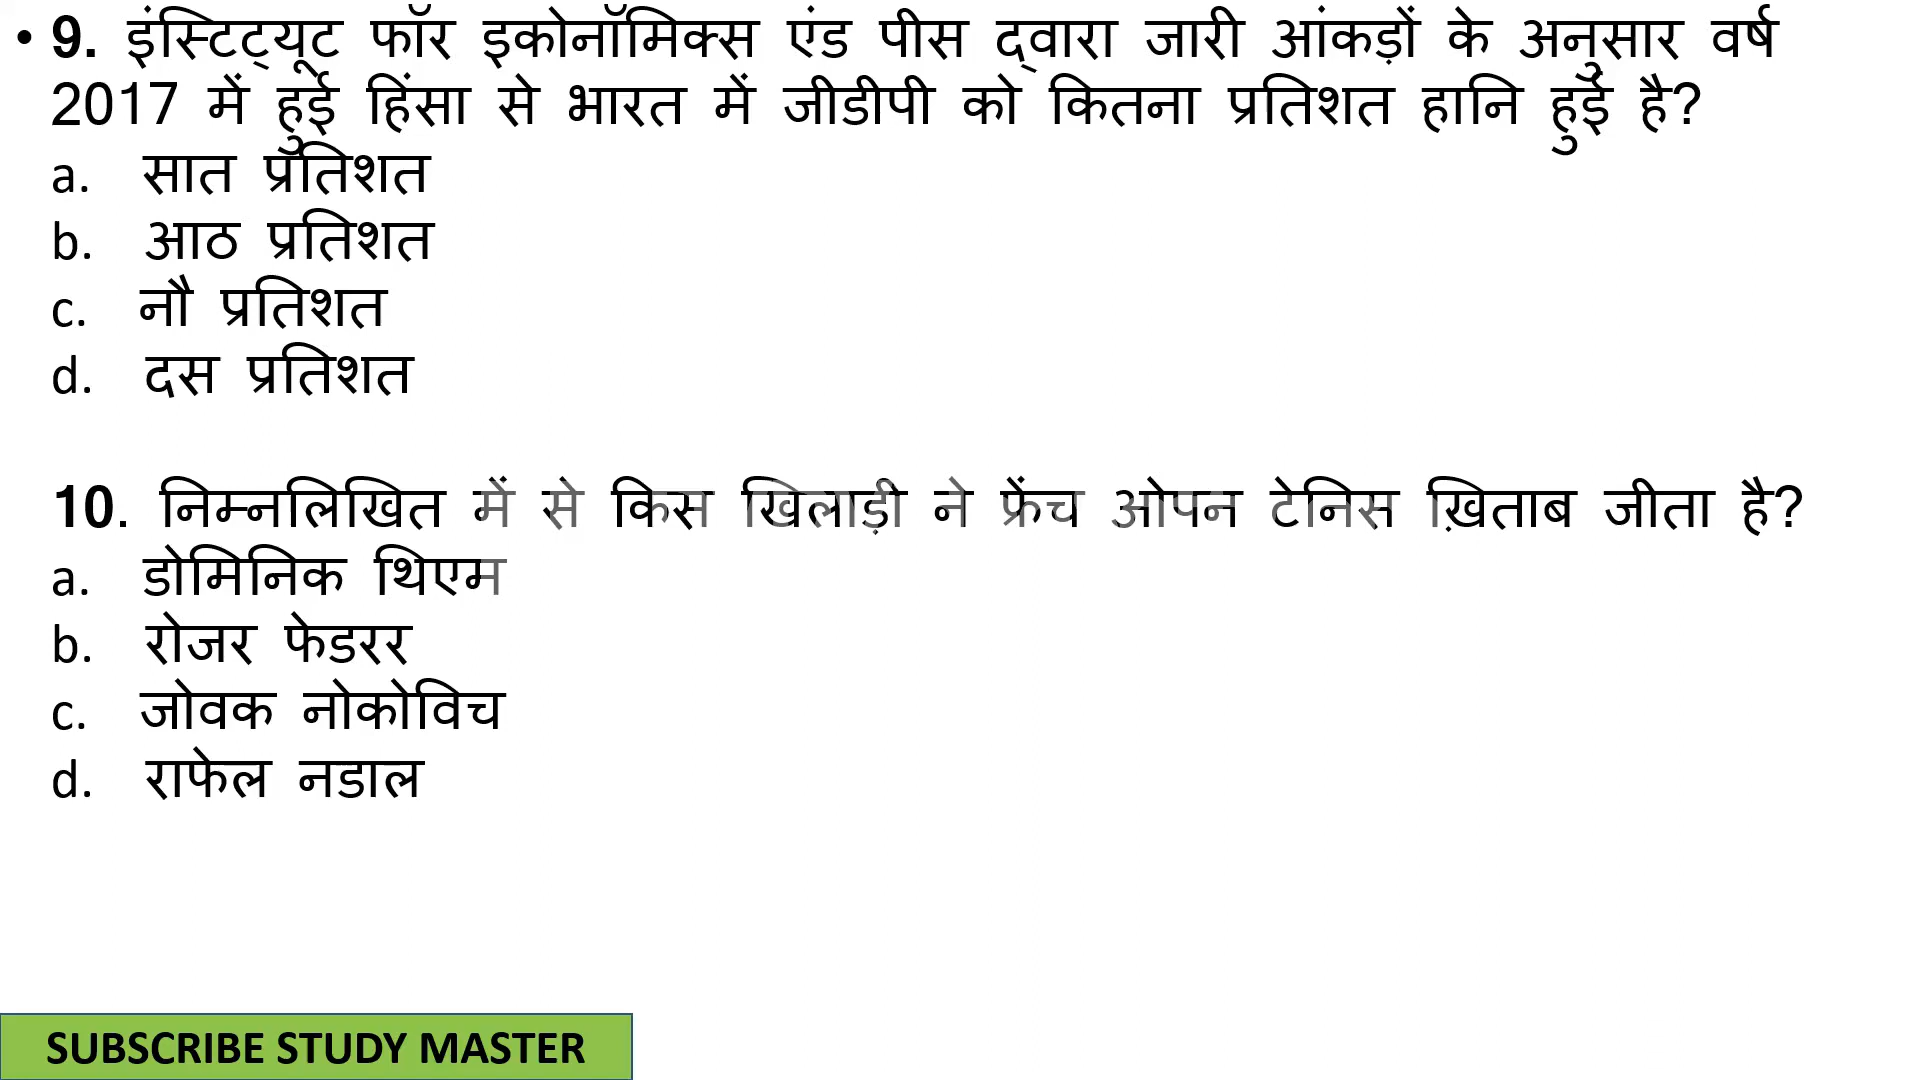 • 9. इंस्टिट्यूट फॉर इकोनॉमिक्स एंड पीस द्वारा जारी आंकड़ों के अनुसार वर्ष
2017 में हुई हिंसा से भारत में जीडीपी को कितना प्रतिशत हानि हुई है?
a. सात प्रतिशत
b. आठ प्रतिशत
c. नौ प्रतिशत
d. दस प्रतिशत
10. निम्नलिखित में से किस खिलाड़ी ने फ्रेंच ओपन टेनिस ख़िताब जीता है?
a. डोमिनिक थिएम
b. रोजर फेडरर
c. जोवक नोकोविच
d. राफेल नडाल
SUBSCRIBE STUDY MASTER